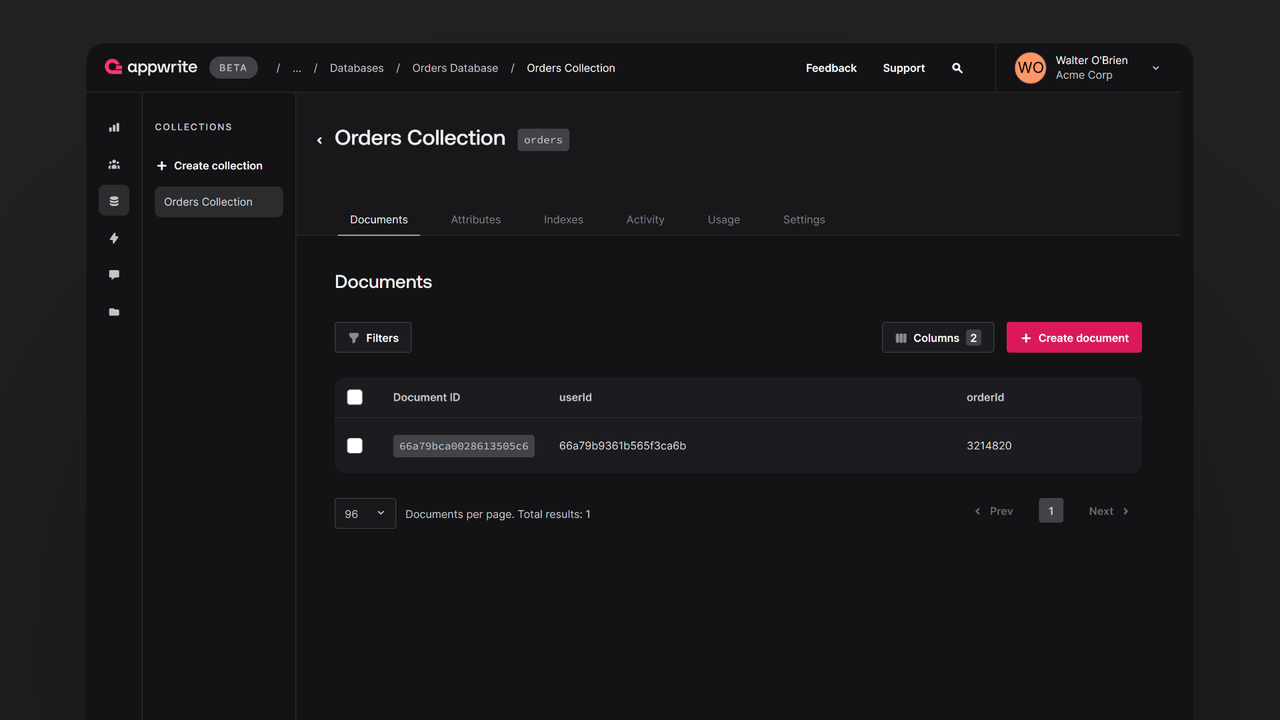 appwrite BETA / ... / Databases / Orders Database / Orders Collection Feedback Support WO Walter O'Brien
Acme Corp
COLLECTIONS
Create collection
Orders Collection
Orders Collection orders
Documents Attributes Indexes Activity Usage Settings
Documents
Filters Columns 2 Create document
Document ID userId orderId
66a79bca0028613505c6 66a79b9361b565f3ca6b 3214820
96 Documents per page. Total results: 1 Prev 1 Next